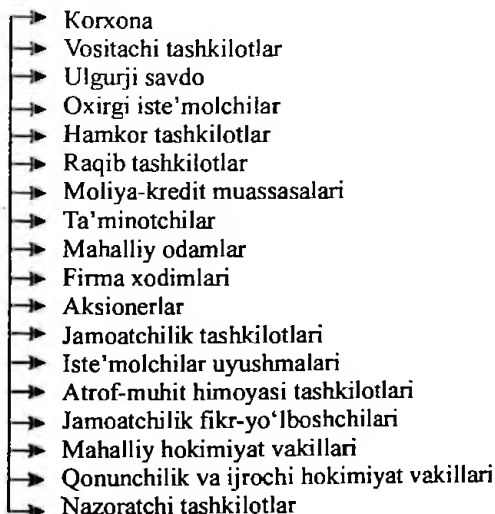 Korxona
Vositachi tashkilotlar
Ulgurji savdo
Oxirgi iste'molchilar
Hamkor tashkilotlar
Raqib tashkilotlar
Moliya-kredit muassasalari
Ta'minotchilar
Mahalliy odamlar
Firma xodimlari
Aksionerlar
Jamoatchilik tashkilotlari
Iste'molchilar uyushmalari
Atrof-muhit himoyasi tashkilotlari
Jamoatchilik fikr-yo‘lboshchilari
Mahalliy hokimiyat vakillari
Qonunchilik va ijrochi hokimiyat vakillari
Nazoratchi tashkilotlar